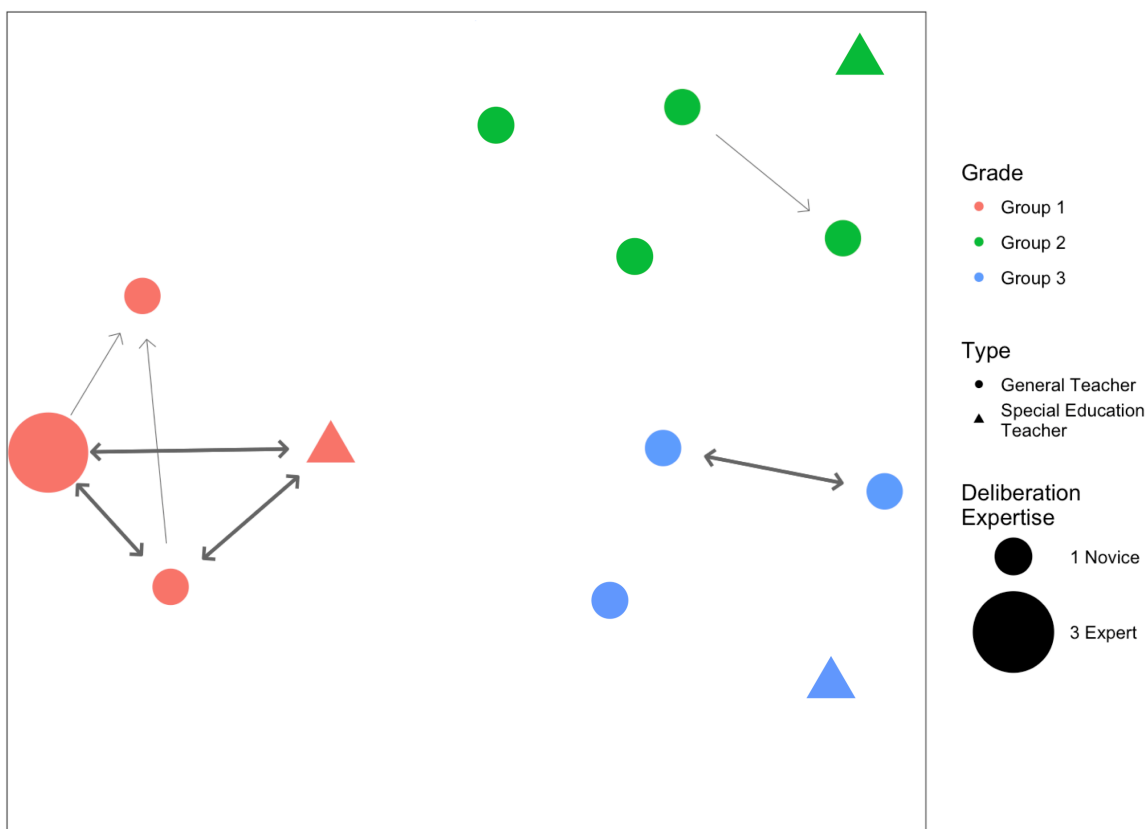 Grade
Group 1
Group 2
Group 3
Type
General Teacher
Special Education
Teacher
Deliberation
Expertise
1 Novice
3 Expert